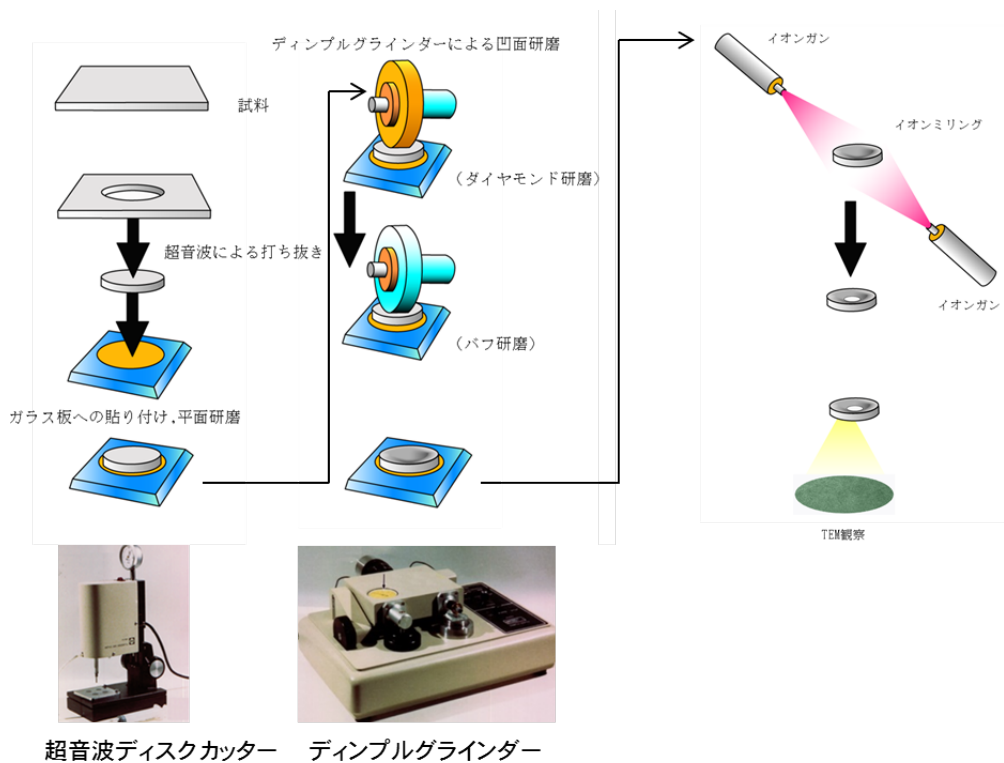 試料
超音波による打ち抜き
ガラス板への貼り付け,平面研磨
ディンプルグラインダーによる凹面研磨
(ダイヤモンド研磨)
(バフ研磨)
イオンガン
イオンミリング
イオンガン
TEM観察
超音波ディスクカッター
ディンプルグラインダー